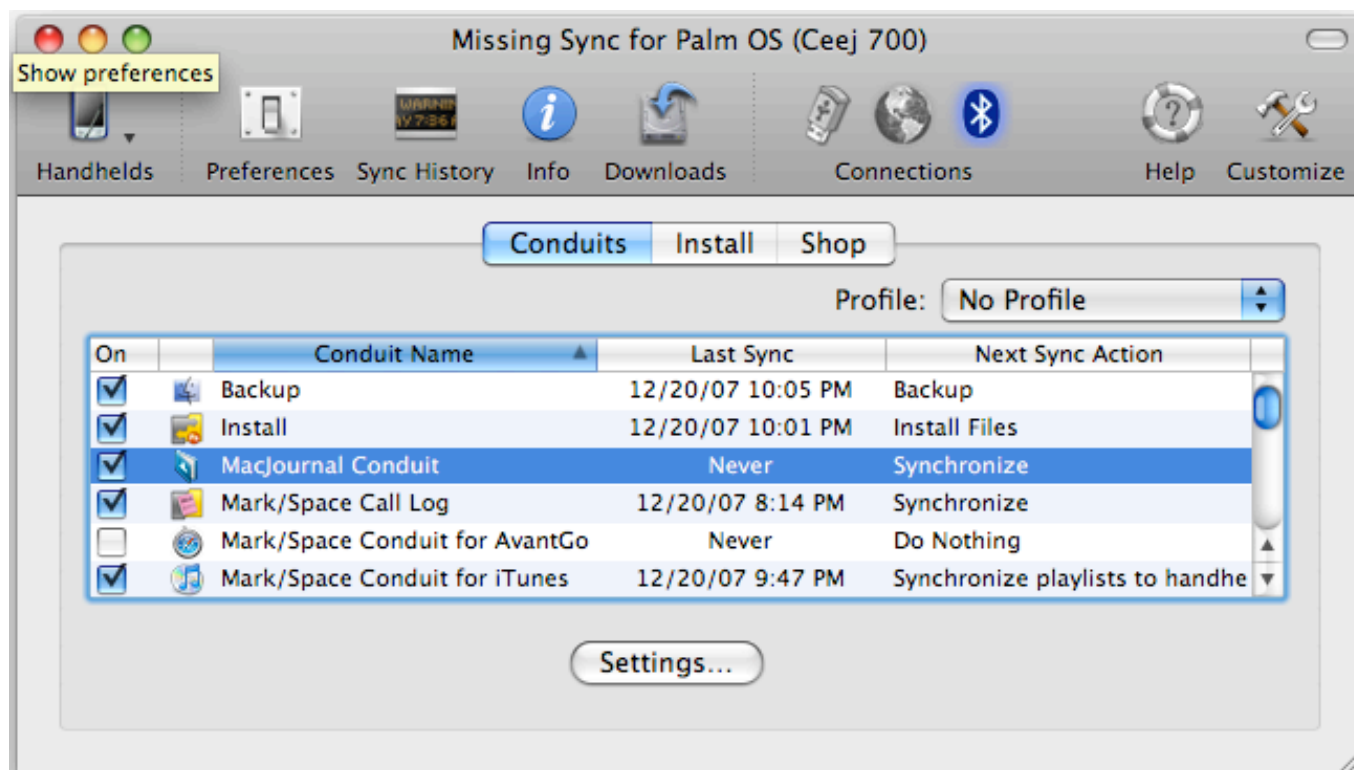 Missing Sync for Palm OS (Ceej 700)
Show preferences
Handhelds Preferences Sync History Info Downloads Connections Help Customize
Conduits Install Shop
Profile: No Profile
On Conduit Name Last Sync Next Sync Action
Backup 12/20/07 10:05 PM Backup
Install 12/20/07 10:01 PM Install Files
MacJournal Conduit Never Synchronize
Mark/Space Call Log 12/20/07 8:14 PM Synchronize
Mark/Space Conduit for AvantGo Never Do Nothing
Mark/Space Conduit for iTunes 12/20/07 9:47 PM Synchronize playlists to handhe
Settings...